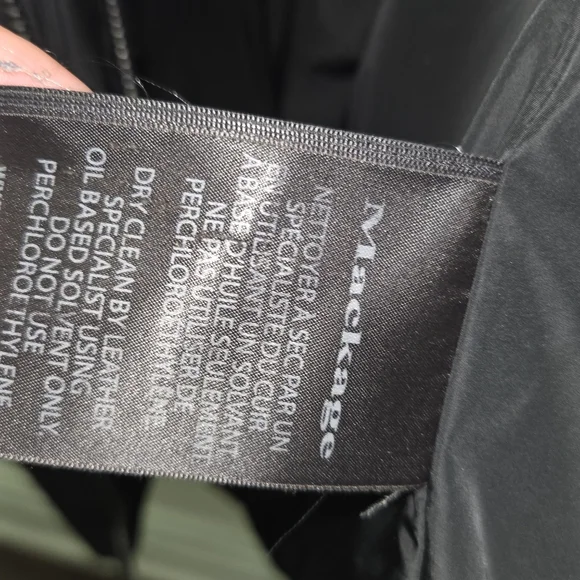 Mackage
NETTOYER A SEC PAR UN
SPECIALISTE DU CUIR
EN UTILISANT UN SOLVANT
A BASE D'HUILE SEULEMENT.
NE PAS UTILISER DE
PERCHLOROETHYLENE.
DRY CLEAN BY LEATHER
SPECIALIST USING
OIL BASED SOLVENT ONLY.
DO NOT USE
PERCHLOROETHYLENE.